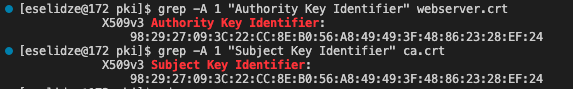 [eselidze@172 pki]$ grep -A 1 "Authority Key Identifier" webserver.crt
X509v3 Authority Key Identifier:
98:29:27:09:3C:22:CC:8E:B0:56:A8:49:49:3F:48:86:23:28:EF:24
[eselidze@172 pki]$ grep -A 1 "Subject Key Identifier" ca.crt
X509v3 Subject Key Identifier:
98:29:27:09:3C:22:CC:8E:B0:56:A8:49:49:3F:48:86:23:28:EF:24